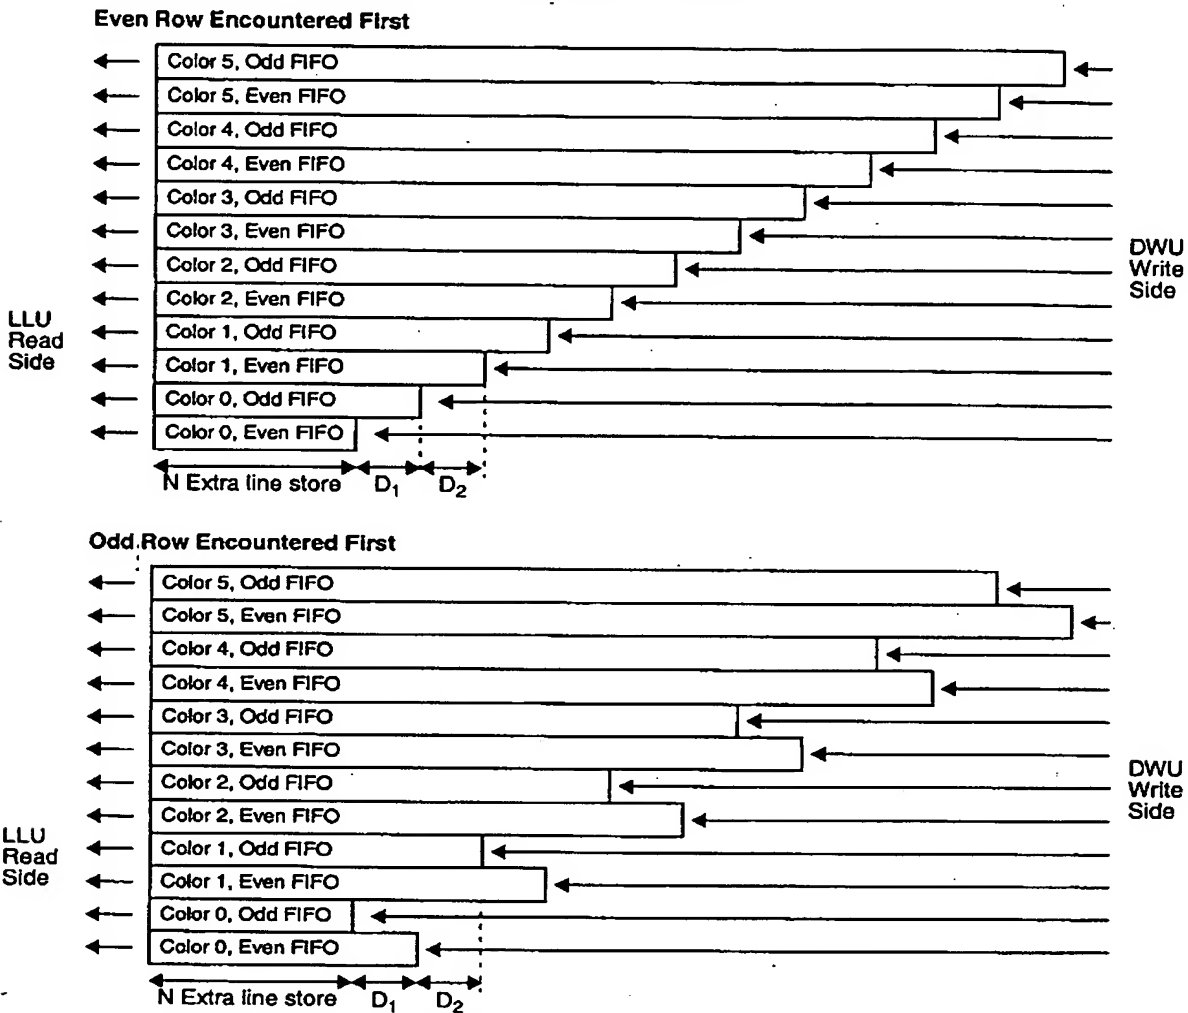 Even Row Encountered First
Color 5, Odd FIFO
Color 5, Even FIFO
Color 4, Odd FIFO
Color 4, Even FIFO
Color 3, Odd FIFO
Color 3, Even FIFO
Color 2, Odd FIFO
Color 2, Even FIFO
Color 1, Odd FIFO
Color 1, Even FIFO
Color 0, Odd FIFO
Color 0, Even FIFO
LLU
Read
Side
DWU
Write
Side
N Extra line store D₁ D₂
Odd Row Encountered First
Color 5, Odd FIFO
Color 5, Even FIFO
Color 4, Odd FIFO
Color 4, Even FIFO
Color 3, Odd FIFO
Color 3, Even FIFO
Color 2, Odd FIFO
Color 2, Even FIFO
Color 1, Odd FIFO
Color 1, Even FIFO
Color 0, Odd FIFO
Color 0, Even FIFO
LLU
Read
Side
DWU
Write
Side
N Extra line store D₁ D₂